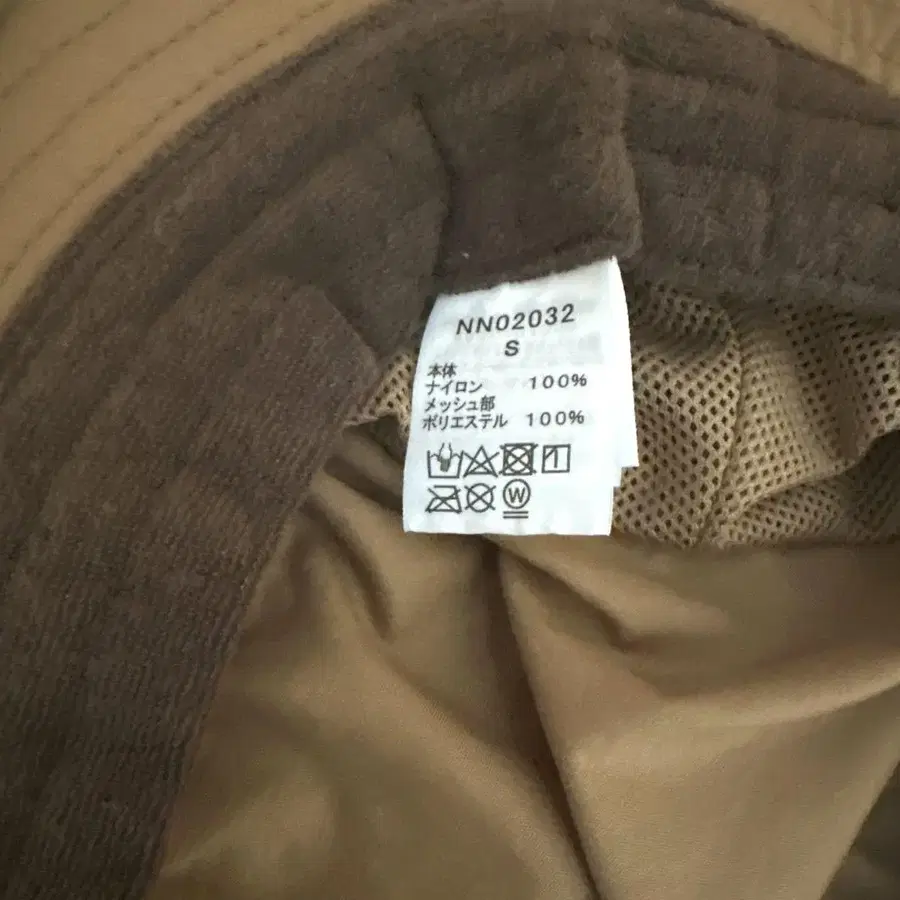 NN02032
S
本体
ナイロン 100%
メッシュ部
ポリエステル 100%
W